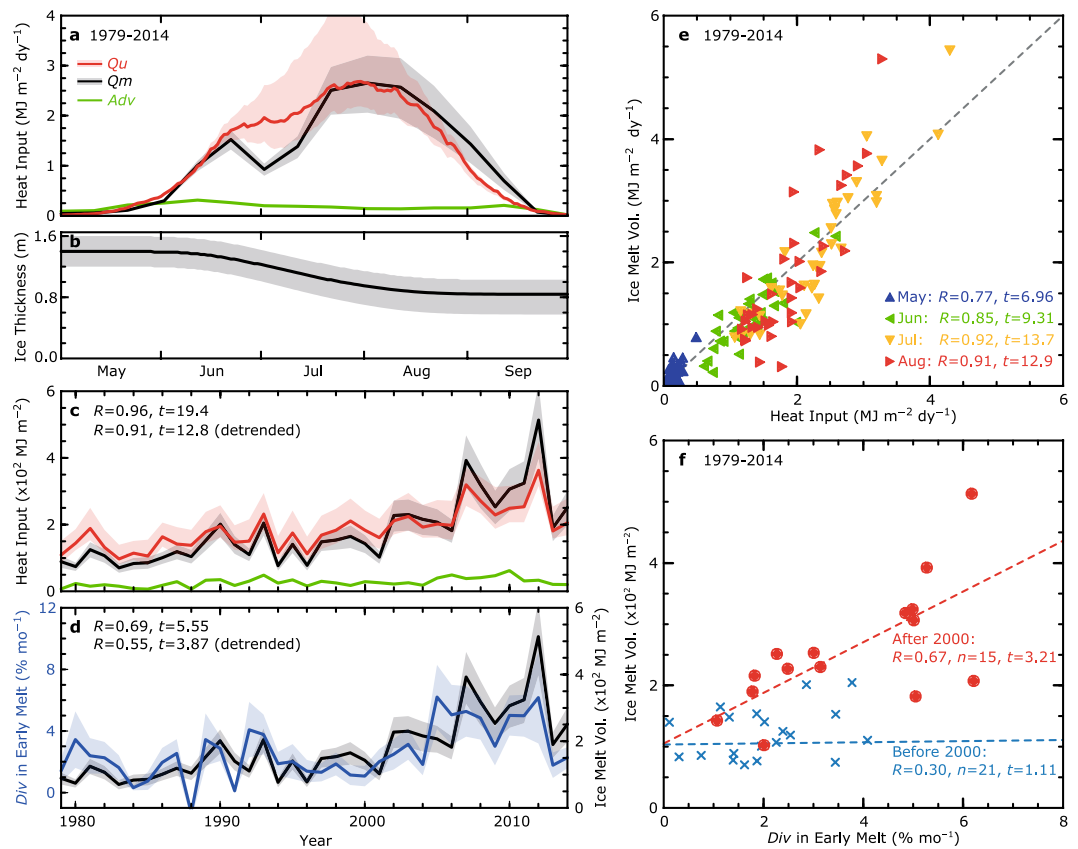 a 1979-2014
Qu
Qm
Adv
Heat Input (MJ m⁻² dy⁻¹)
4
3
2
1
0
b
Ice Thickness (m)
1.6
0.8
0.0
May Jun Jul Aug Sep
c R=0.96, t=19.4
R=0.91, t=12.8 (detrended)
Heat Input (x10² MJ m⁻²)
6
4
2
0
d R=0.69, t=5.55
R=0.55, t=3.87 (detrended)
Div in Early Melt (% mo⁻¹)
12
8
4
0
Ice Melt Vol. (x10² MJ m⁻²)
6
4
2
0
1980 1990 2000 2010
Year
e 1979-2014
Ice Melt Vol. (MJ m⁻² dy⁻¹)
6
4
2
0
May: R=0.77, t=6.96
Jun: R=0.85, t=9.31
Jul: R=0.92, t=13.7
Aug: R=0.91, t=12.9
0 2 4 6
Heat Input (MJ m⁻² dy⁻¹)
f 1979-2014
Ice Melt Vol. (x10² MJ m⁻²)
6
4
2
0
After 2000:
R=0.67, n=15, t=3.21
Before 2000:
R=0.30, n=21, t=1.11
0 2 4 6 8
Div in Early Melt (% mo⁻¹)